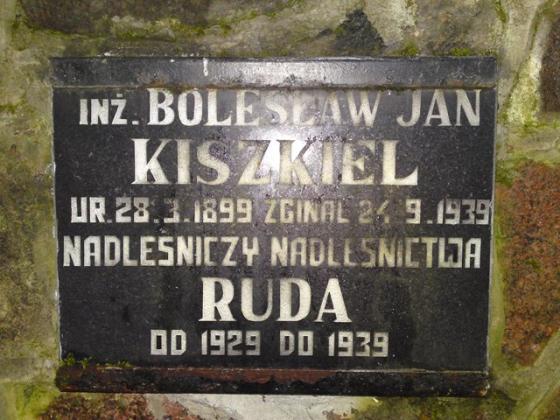 INŻ. BOLESŁAW JAN
KISZKIEL
UR. 28.3.1899 ZGINĄŁ 24.9.1939
NADLEŚNICZY NADLEŚNICTWA
RUDA
OD 1929 DO 1939